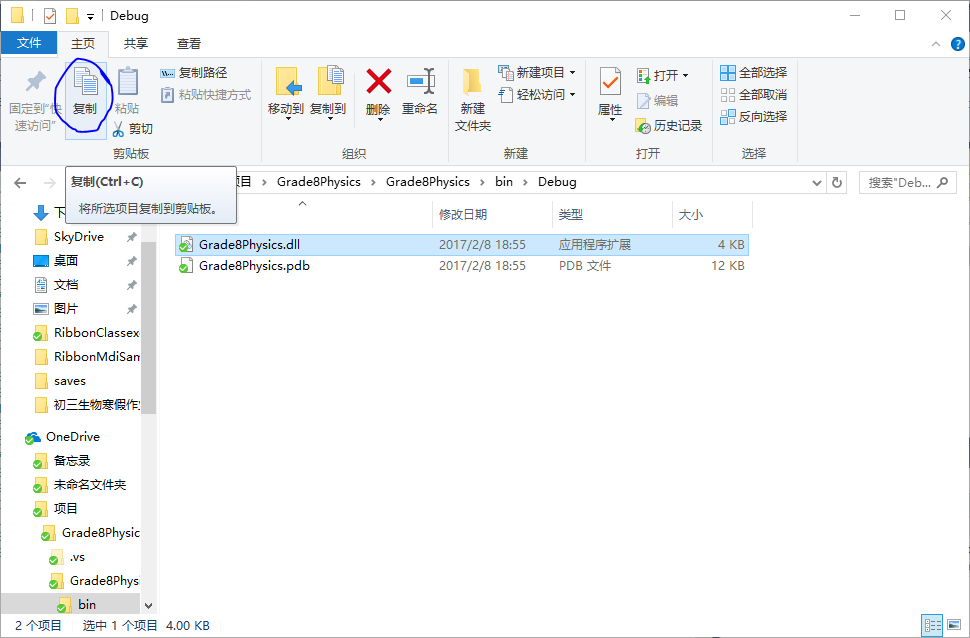 Debug
文件 主页 共享 查看
固定到"快
速访问"
复制
粘贴
剪切
复制路径
粘贴快捷方式
剪贴板
移动到
复制到
删除
重命名
组织
新建
文件夹
新建项目
轻松访问
新建
属性
打开
编辑
历史记录
打开
全部选择
全部取消
反向选择
选择
复制(Ctrl+C)
将所选项目复制到剪贴板。
目 › Grade8Physics › Grade8Physics › bin › Debug
搜索"Deb...
修改日期 类型 大小
Grade8Physics.dll 2017/2/8 18:55 应用程序扩展 4 KB
Grade8Physics.pdb 2017/2/8 18:55 PDB 文件 12 KB
下
SkyDrive
桌面
文档
图片
RibbonClassex
RibbonMdiSam
saves
初三生物寒假作
OneDrive
备忘录
未命名文件夹
项目
Grade8Physic
.vs
Grade8Phys
bin
2 个项目 选中 1 个项目 4.00 KB